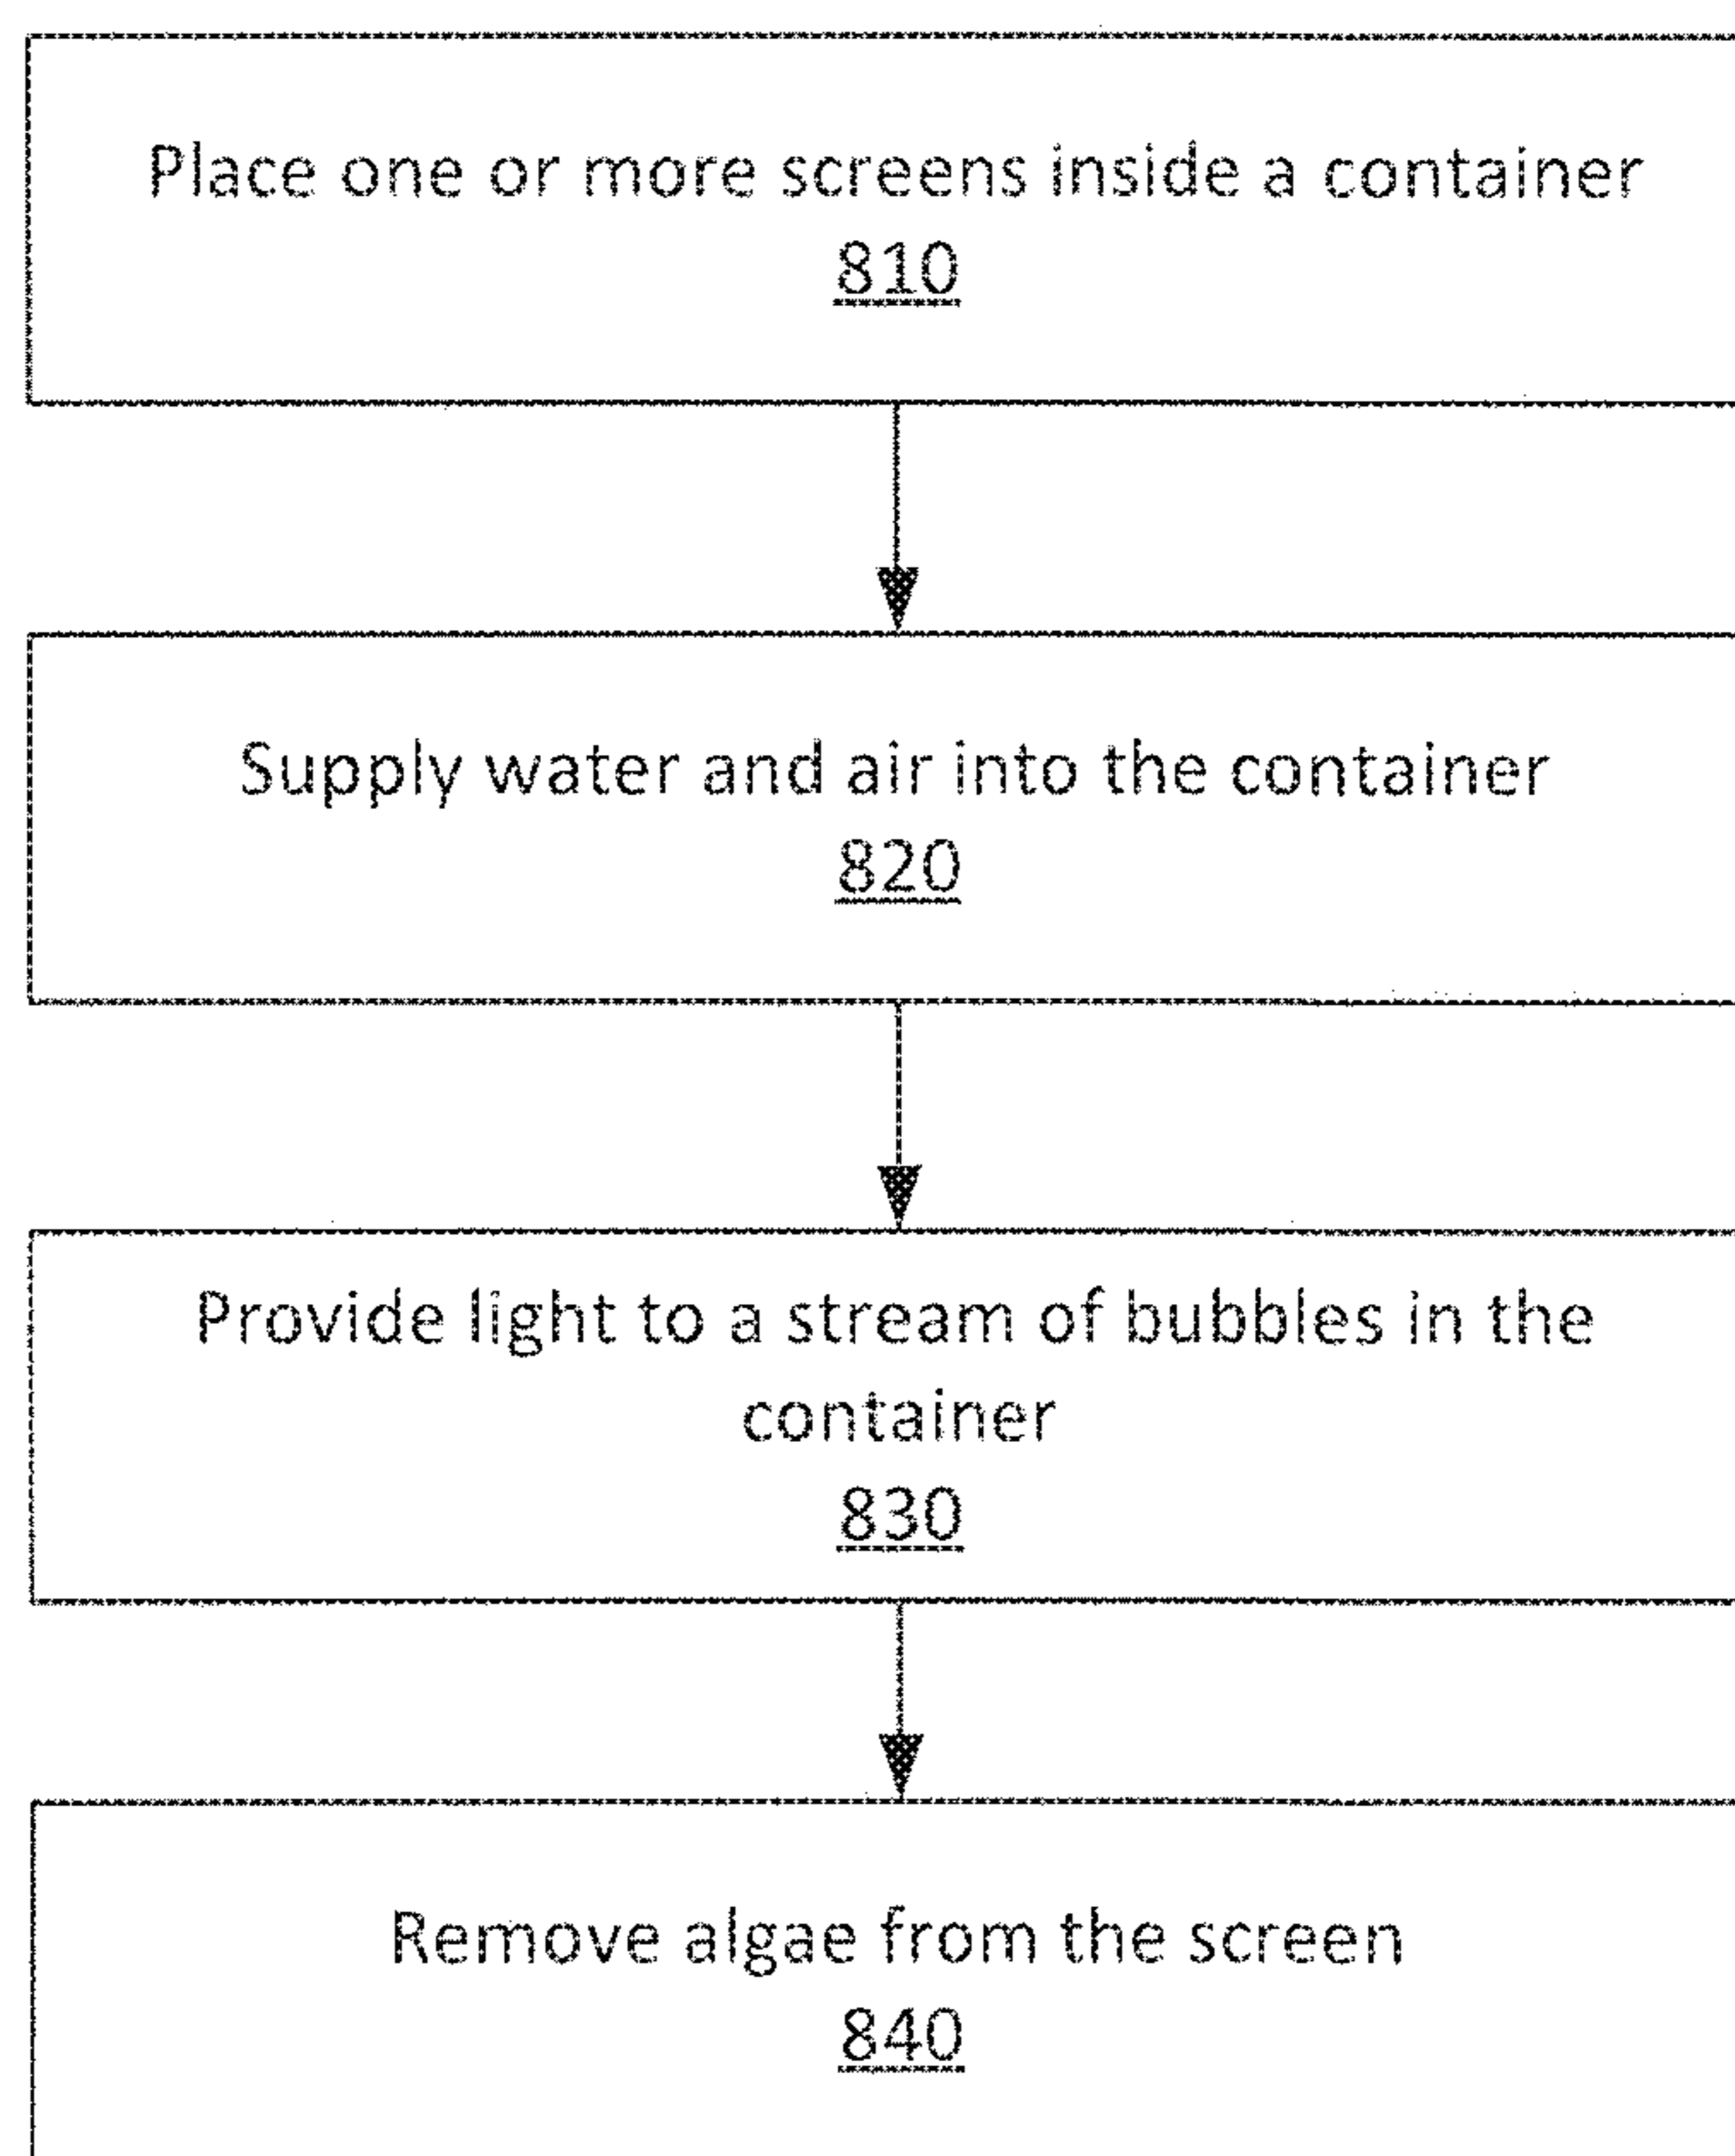 Place one or more screens inside a container
810
Supply water and air into the container
820
Provide light to a stream of bubbles in the
container
830
Remove algae from the screen
840